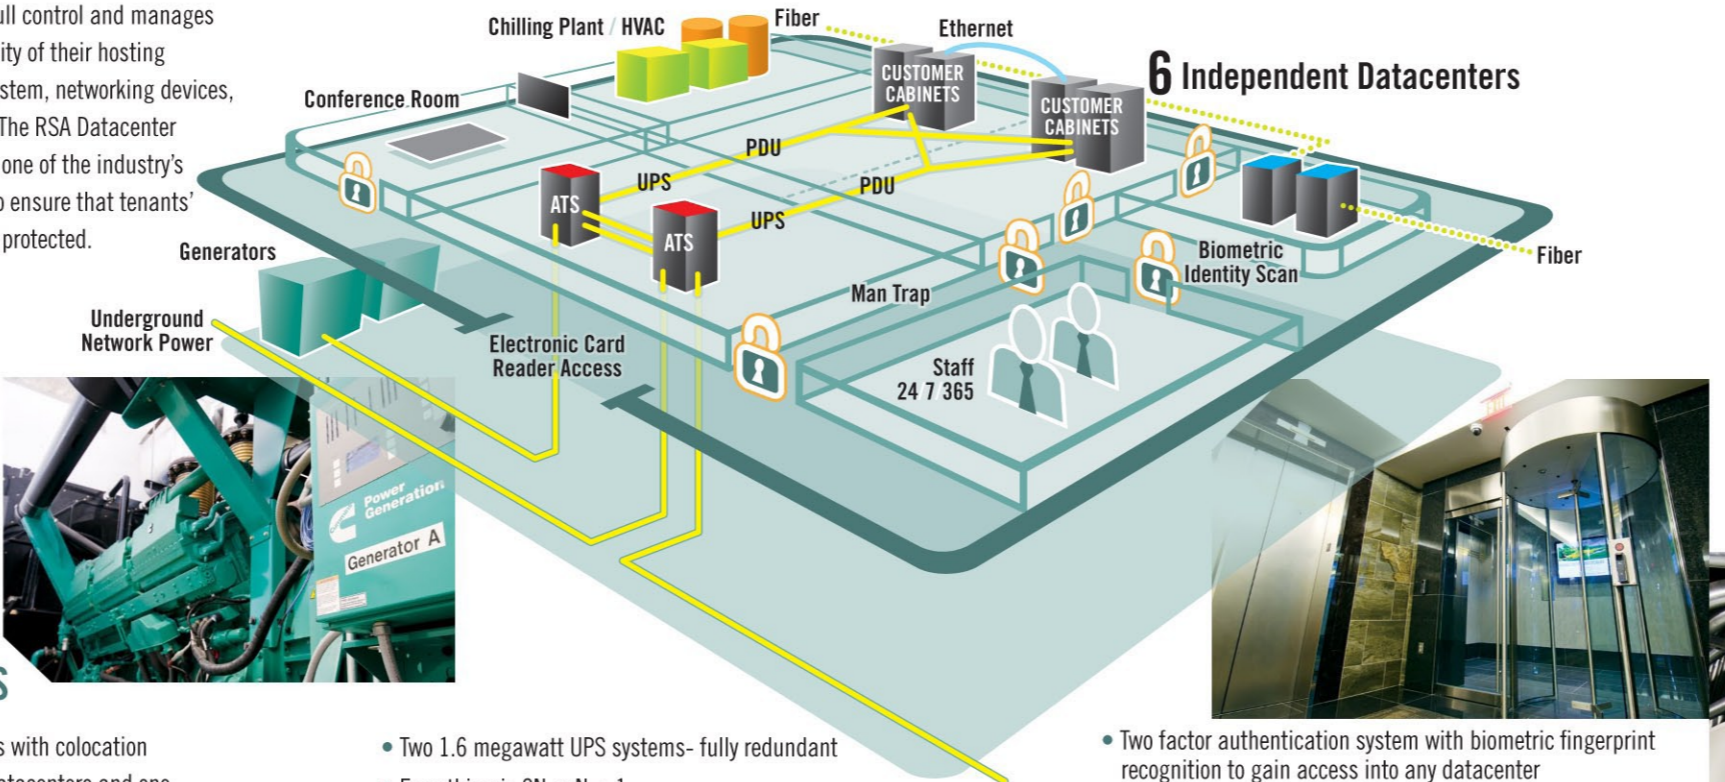 full control and manages
ity of their hosting
stem, networking devices,
The RSA Datacenter
one of the industry's
o ensure that tenants'
protected.
Chilling Plant / HVAC
Fiber
Ethernet
6 Independent Datacenters
Conference Room
CUSTOMER
CABINETS
CUSTOMER
CABINETS
PDU
UPS
PDU
UPS
ATS
ATS
Generators
Underground
Network Power
Biometric
Identity Scan
Fiber
Man Trap
Electronic Card
Reader Access
Staff
24/7/365
EXIT
Power
Generation
Generator A
S
s with colocation
• Two 1.6 megawatt UPS systems- fully redundant
• Two factor authentication system with biometric fingerprint
recognition to gain access into any datacenter